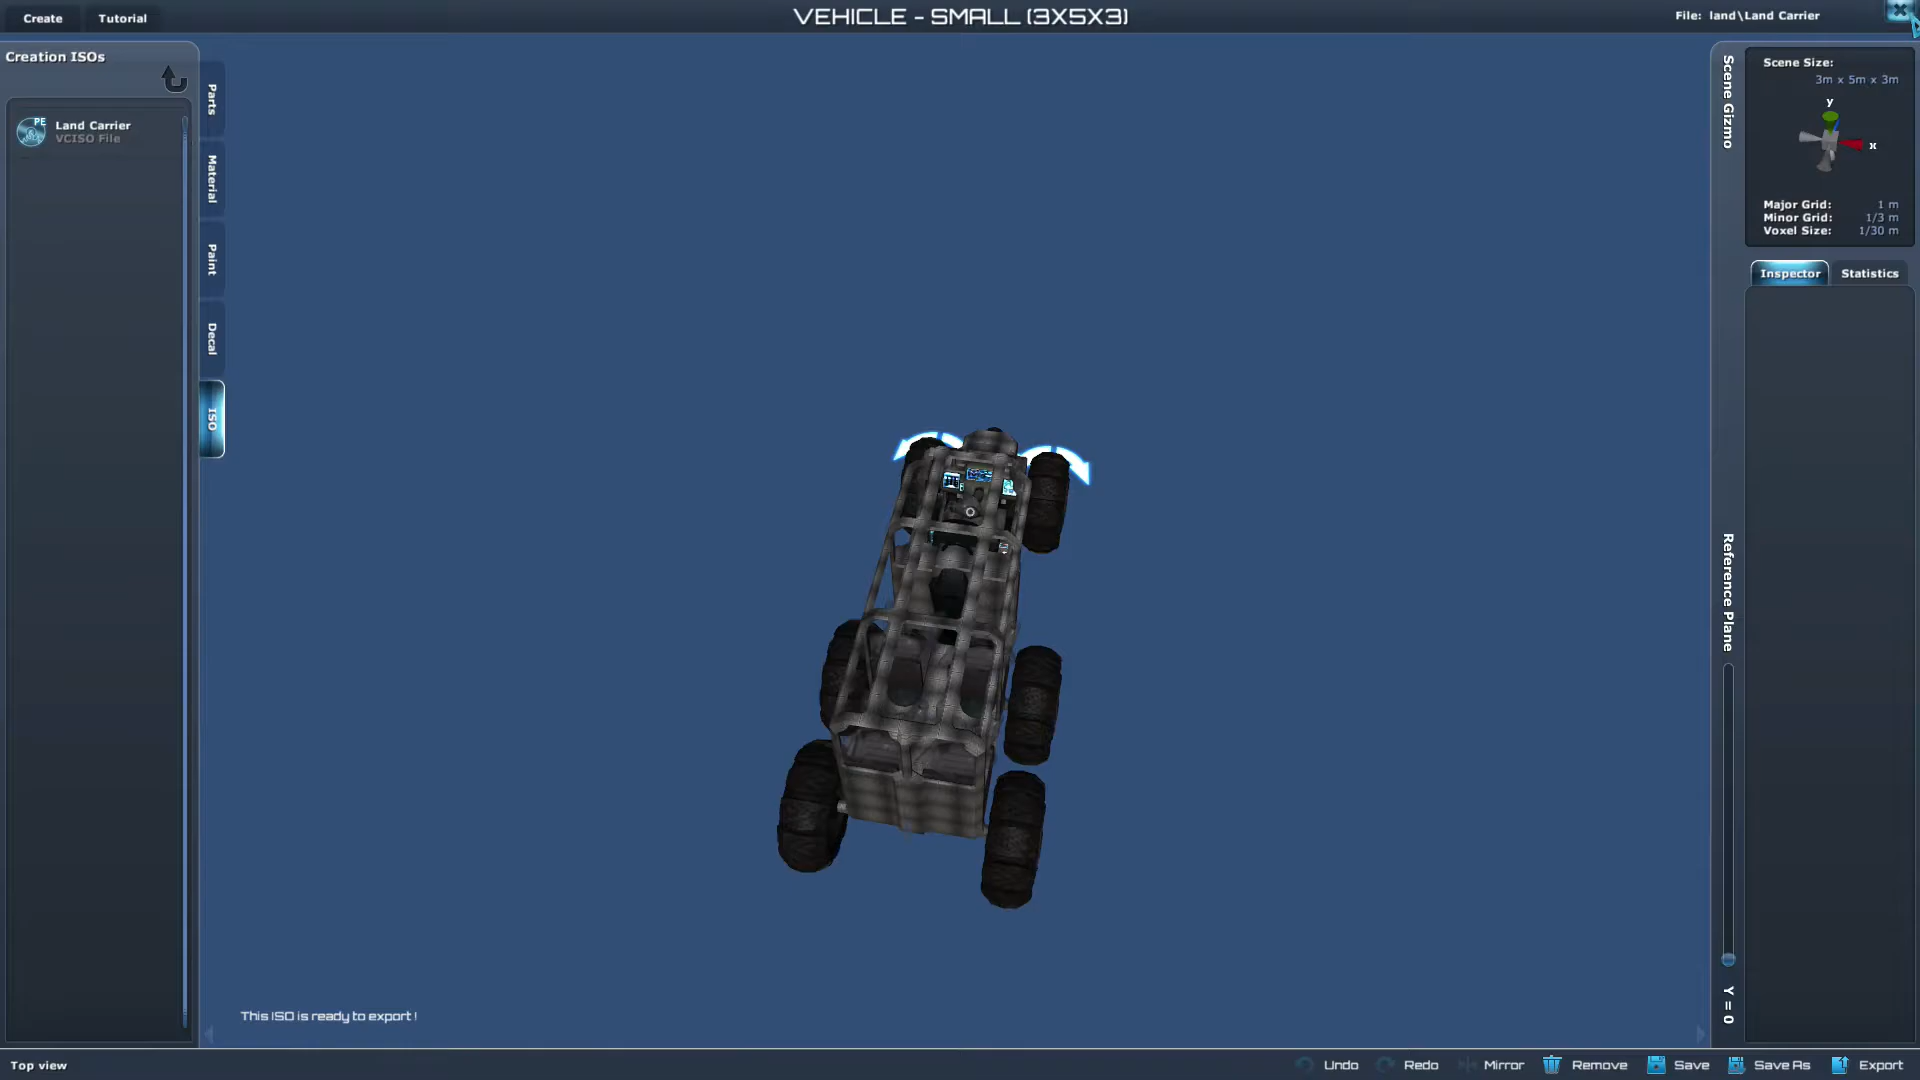 Create
Tutorial
VEHICLE - SMALL (3X5X3)
File: land\Land Carrier
Creation ISOs
PE
Land Carrier
VCISO File
Parts
Material
Paint
Decal
ISO
Scene Gizmo
Scene Size:
3m x 5m x 3m
y
x
Major Grid: 1 m
Minor Grid: 1/3 m
Voxel Size: 1/30 m
Inspector
Statistics
Reference Plane
Y = 0
This ISO is ready to export !
Top view
Undo
Redo
Mirror
Remove
Save
Save As
Export